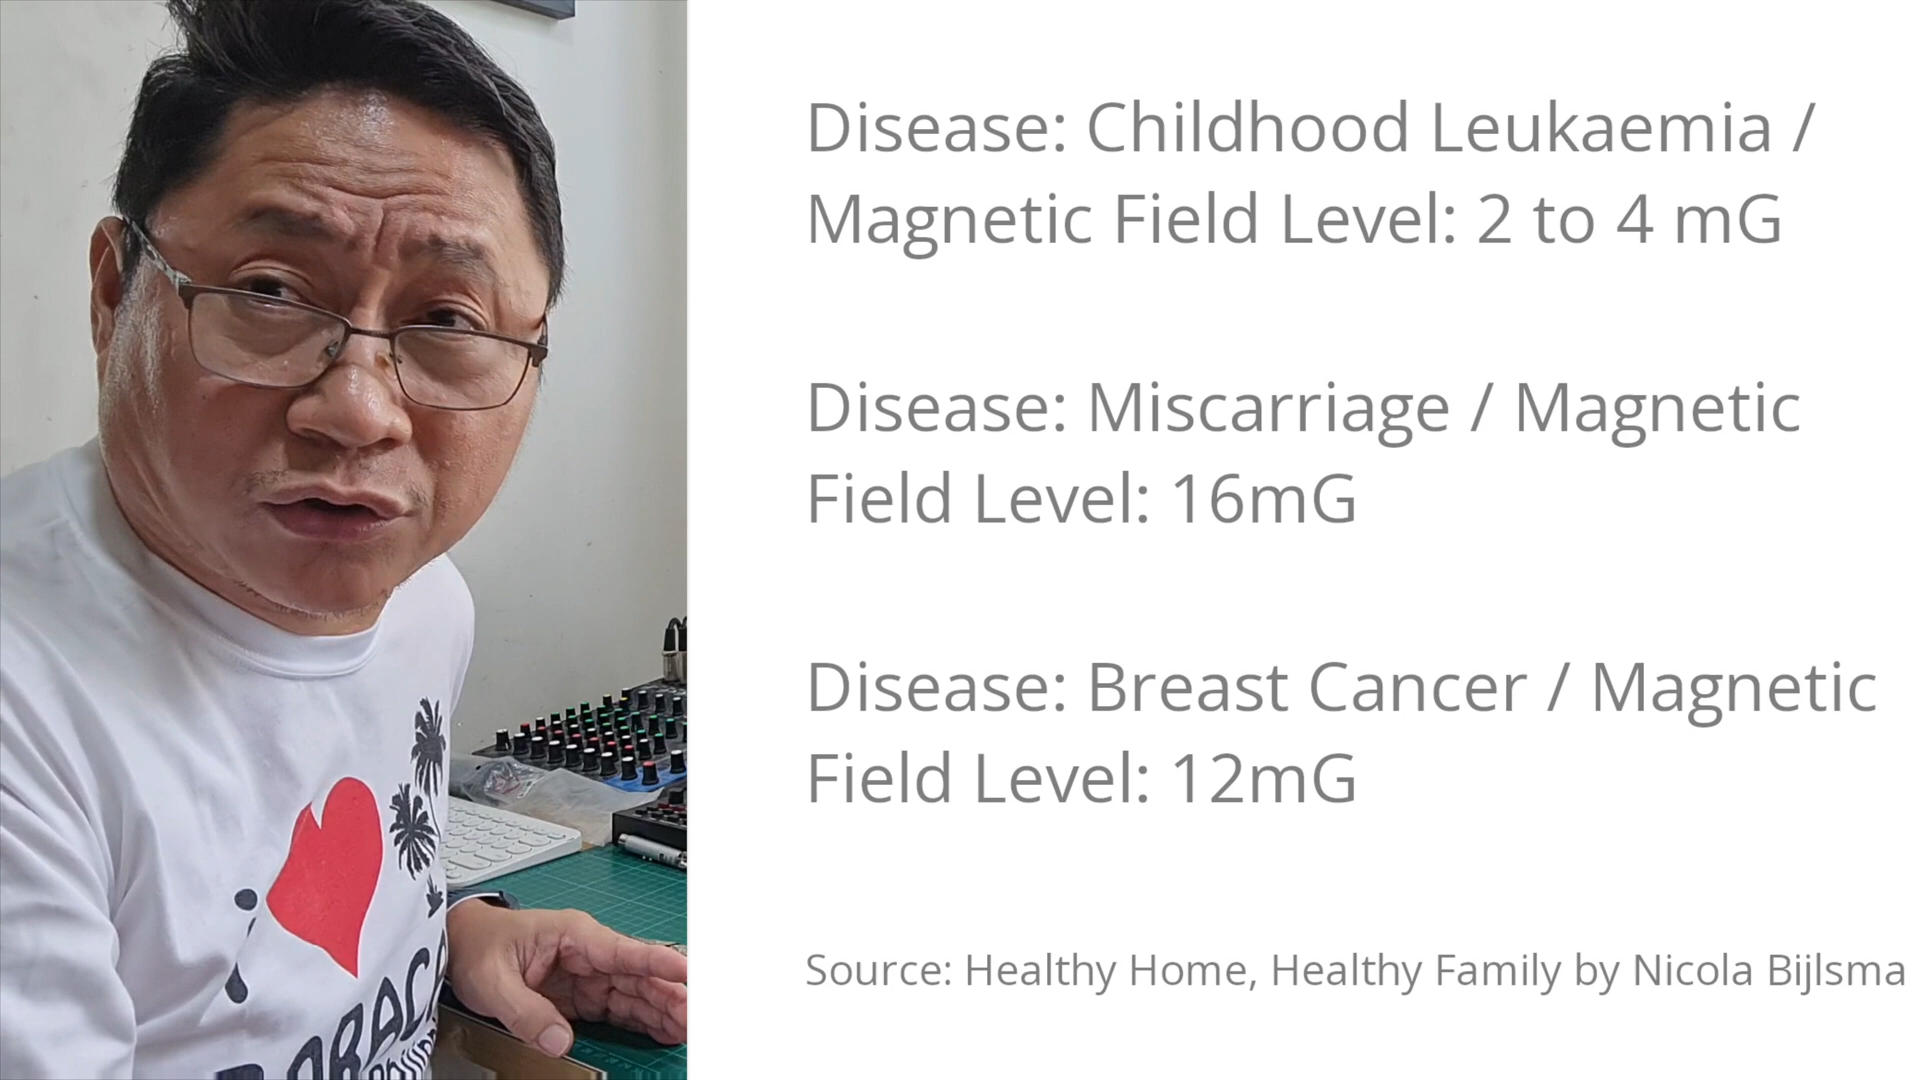 Disease: Childhood Leukaemia /
Magnetic Field Level: 2 to 4 mG
Disease: Miscarriage / Magnetic
Field Level: 16mG
Disease: Breast Cancer / Magnetic
Field Level: 12mG
Source: Healthy Home, Healthy Family by Nicola Bijlsma
i